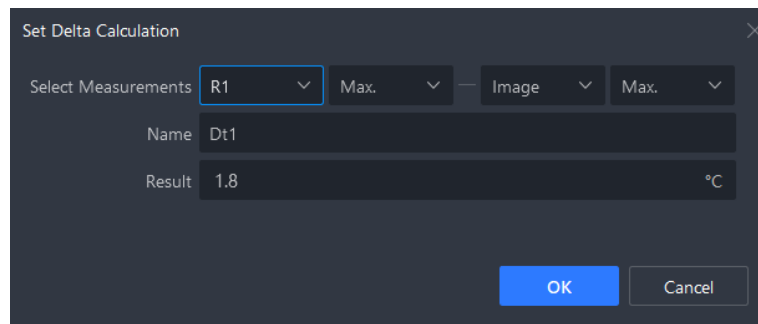 Set Delta Calculation
Select Measurements R1 Max. — Image Max.
Name Dt1
Result 1.8 °C
OK Cancel